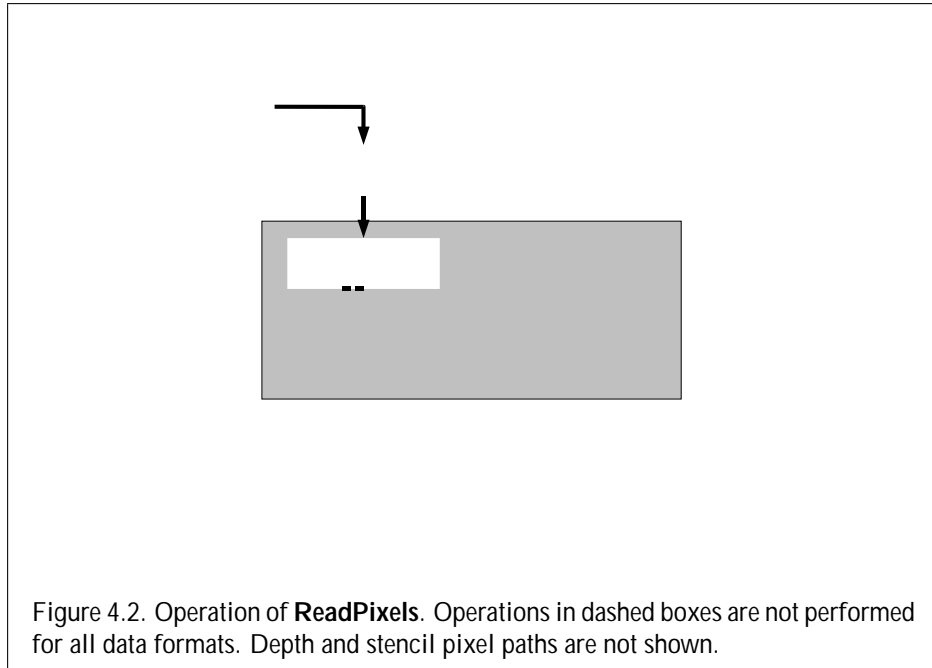 Figure 4.2. Operation of ReadPixels. Operations in dashed boxes are not performed
for all data formats. Depth and stencil pixel paths are not shown.